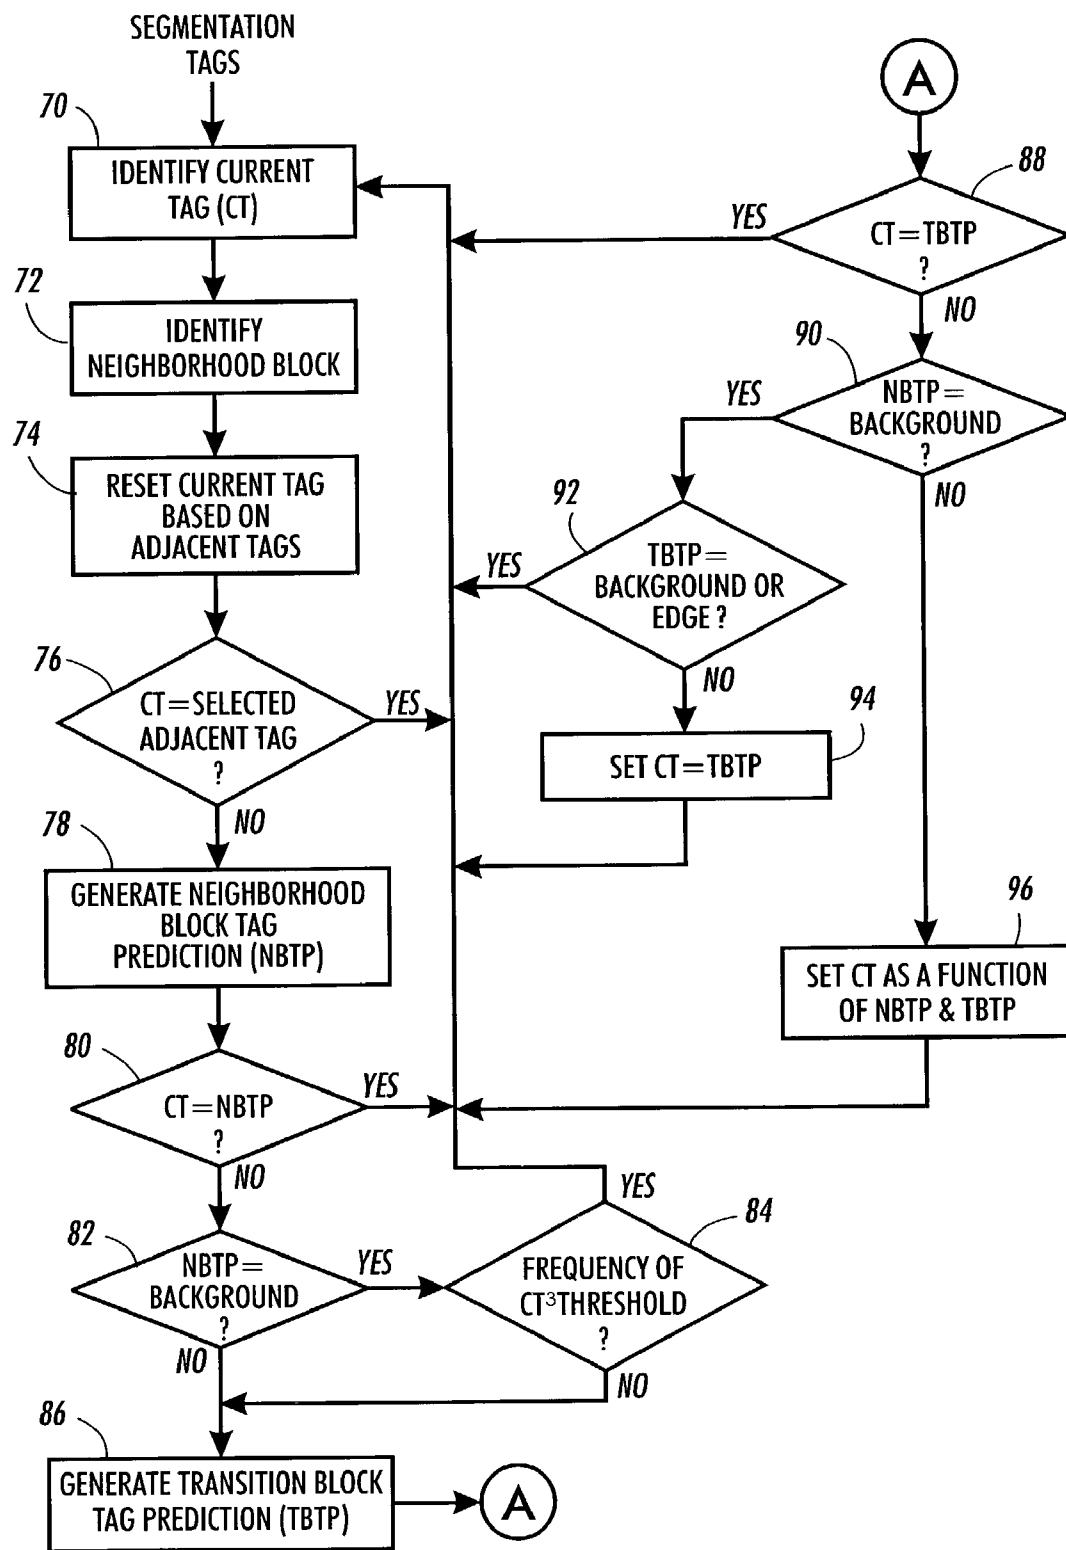 SEGMENTATION
TAGS
70
IDENTIFY CURRENT
TAG (CT)
72
IDENTIFY
NEIGHBORHOOD BLOCK
74
RESET CURRENT TAG
BASED ON
ADJACENT TAGS
76
CT=SELECTED
ADJACENT TAG
?
YES
NO
78
GENERATE NEIGHBORHOOD
BLOCK TAG
PREDICTION (NBTP)
80
CT=NBTP
?
YES
NO
82
NBTP=
BACKGROUND
?
YES
NO
84
FREQUENCY OF
CT³THRESHOLD
?
YES
NO
86
GENERATE TRANSITION BLOCK
TAG PREDICTION (TBTP)
A
A
88
CT=TBTP
?
YES
NO
90
NBTP=
BACKGROUND
?
YES
NO
92
TBTP=
BACKGROUND OR
EDGE?
YES
NO
94
SET CT=TBTP
96
SET CT AS A FUNCTION
OF NBTP & TBTP